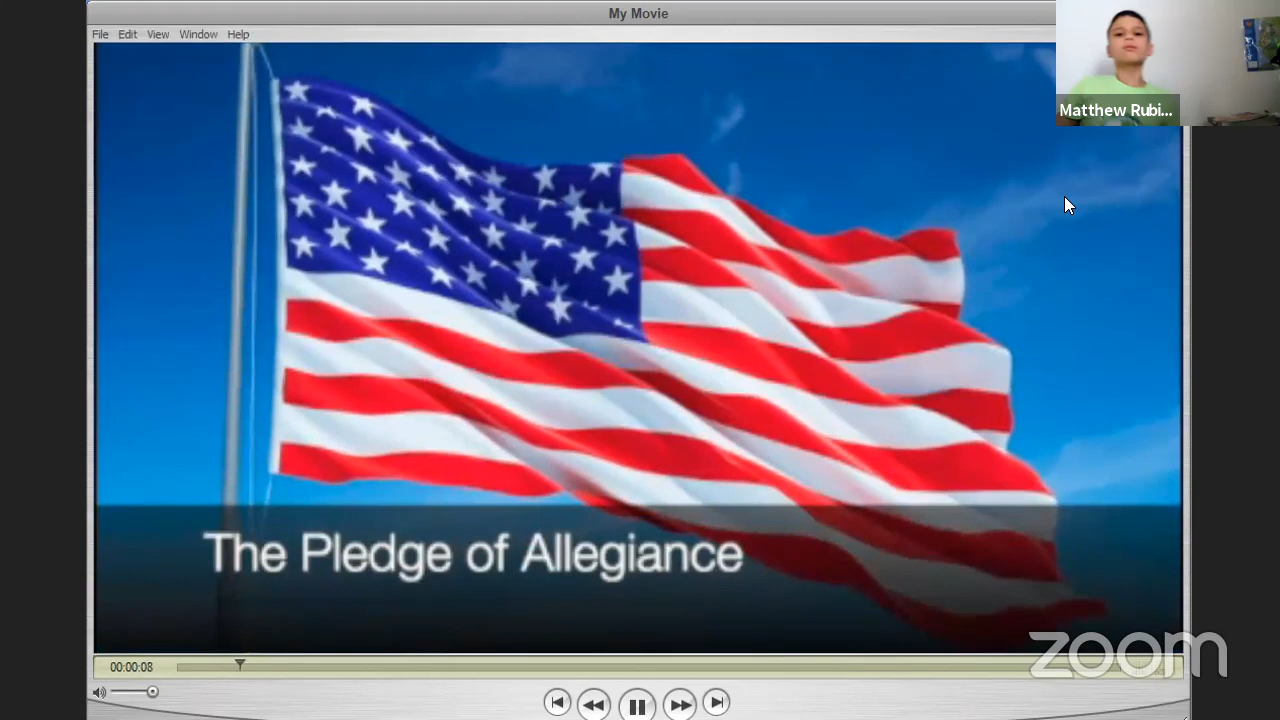 My Movie
File Edit View Window Help
Matthew Rubi...
The Pledge of Allegiance
00:00:08
zoom